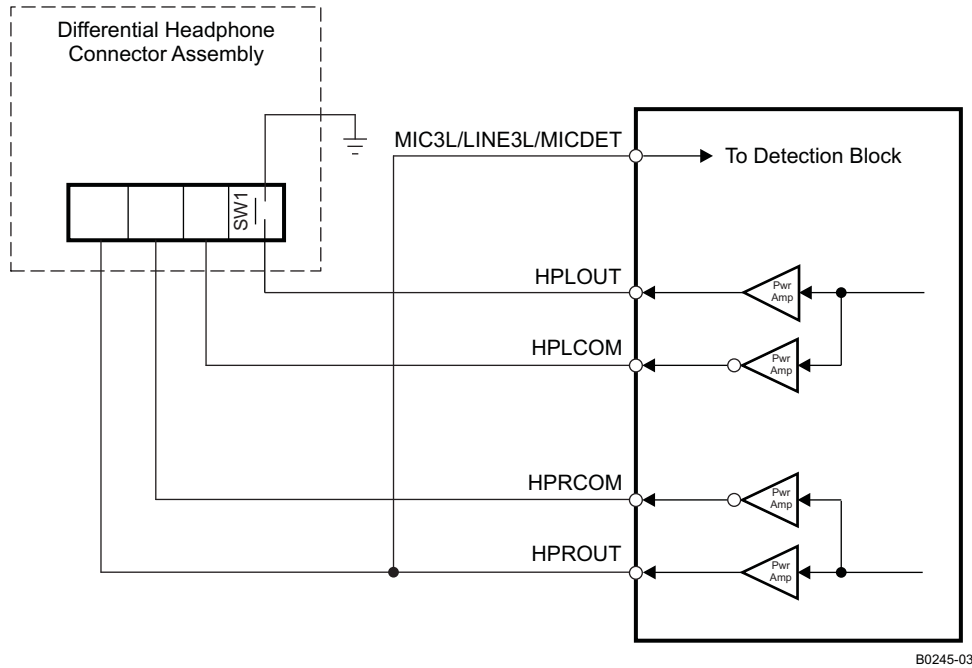 Differential Headphone
Connector Assembly
MIC3L/LINE3L/MICDET
To Detection Block
SW1
HPLOUT
Pwr
Amp
HPLCOM
Pwr
Amp
HPRCOM
Pwr
Amp
HPROUT
Pwr
Amp
B0245-03